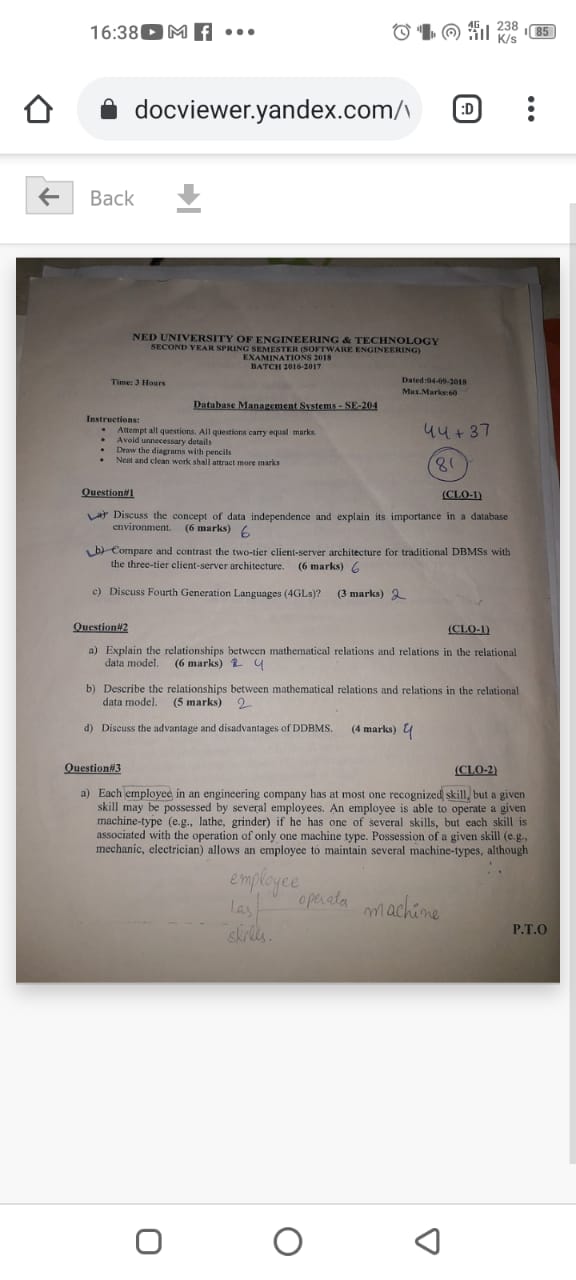 16:38
4G
238
K/s
85
docvewer.yandex.com/
:D
Back
NED UNIVERSITY OF ENGINEERING & TECHNOLOGY
SECOND YEAR SPRING SEMESTER (SOFTWARE ENGINEERING)
EXAMINATIONS 2018
BATCH 2016-2017
Time: 3 Hours
Dated:04-09-2018
Max.Marks:60
Database Management Systems - SE-204
Instructions:
• Attempt all questions. All questions carry equal marks.
• Avoid unnecessary details
• Draw the diagrams with pencils
• Neat and clean work shall attract more marks
44+37
81
Question#1 (CLO-1)
a) Discuss the concept of data independence and explain its importance in a database
environment. (6 marks) 6
b) Compare and contrast the two-tier client-server architecture for traditional DBMSs with
the three-tier client-server architecture. (6 marks) 6
c) Discuss Fourth Generation Languages (4GLs)? (3 marks) 2
Question#2 (CLO-1)
a) Explain the relationships between mathematical relations and relations in the relational
data model. (6 marks) 4
b) Describe the relationships between mathematical relations and relations in the relational
data model. (5 marks) 2
d) Discuss the advantage and disadvantages of DDBMS. (4 marks) 4
Question#3 (CLO-2)
a) Each employee in an engineering company has at most one recognized skill, but a given
skill may be possessed by several employees. An employee is able to operate a given
machine-type (e.g., lathe, grinder) if he has one of several skills, but each skill is
associated with the operation of only one machine type. Possession of a given skill (e.g.,
mechanic, electrician) allows an employee to maintain several machine-types, although
employee
operata machine
skills.
P.T.O